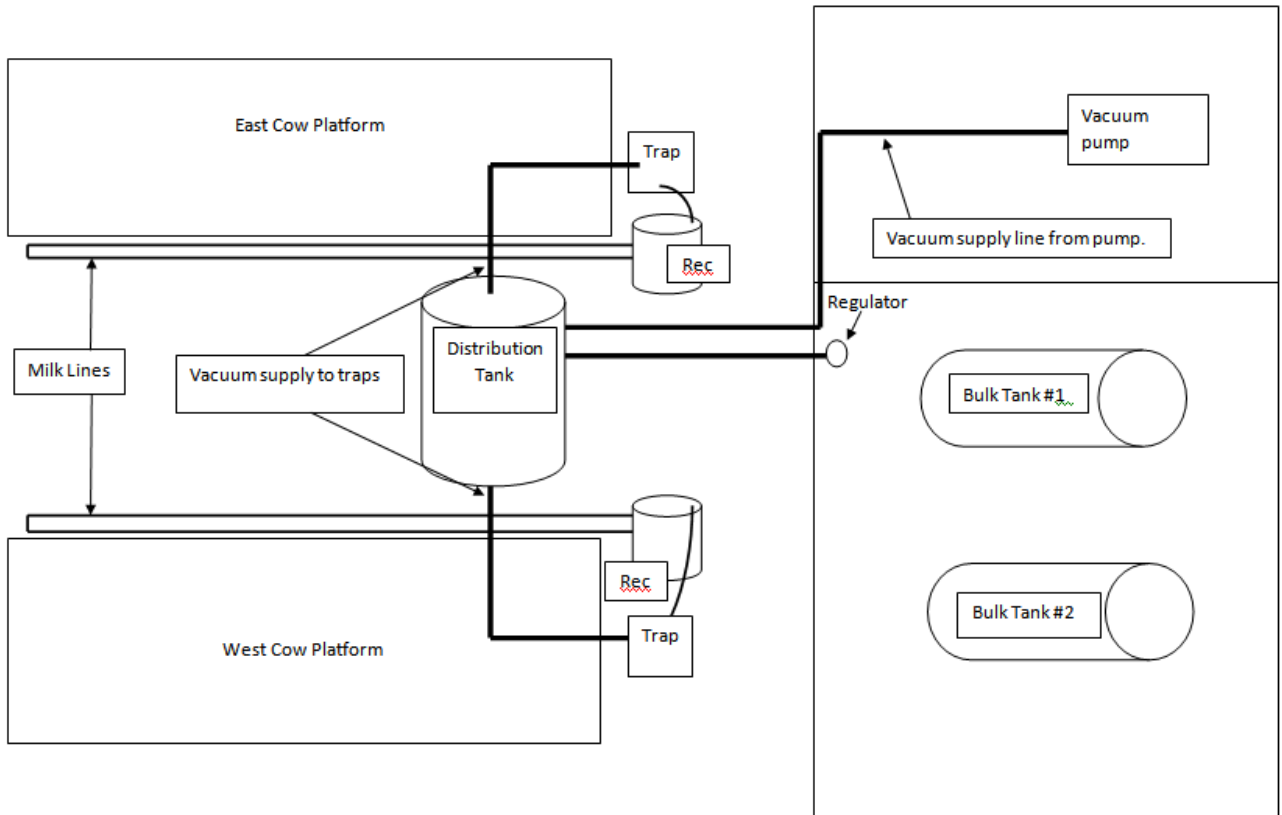 East Cow Platform
Trap
Vacuum
pump
Vacuum supply line from pump.
Rec
Regulator
Distribution
Tank
Milk Lines
Vacuum supply to traps
Bulk Tank #1
Rec
Trap
Bulk Tank #2
West Cow Platform